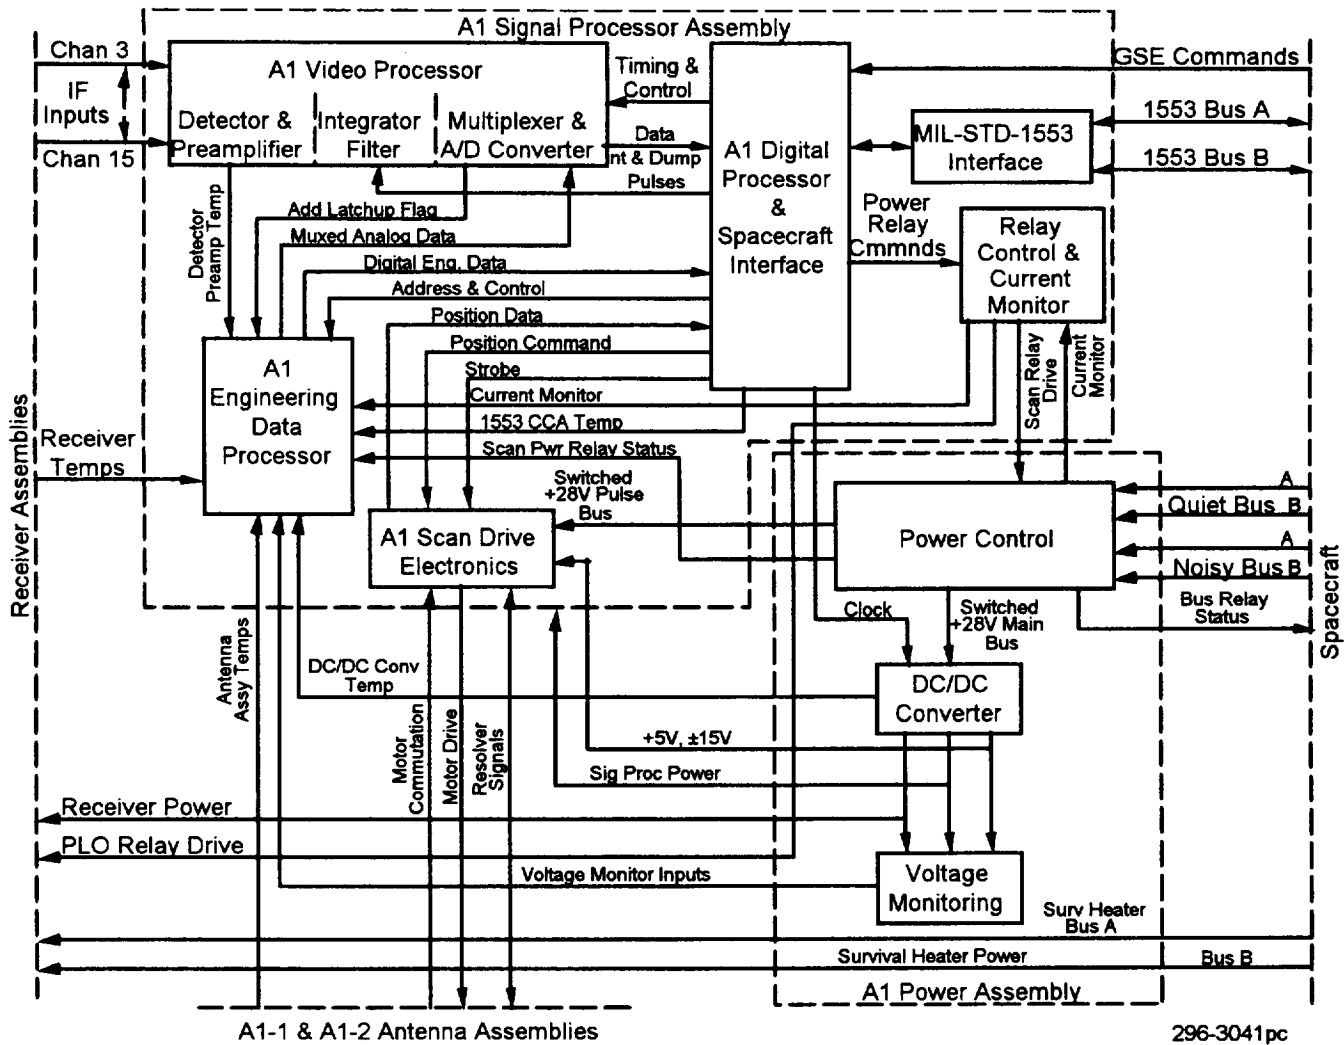 A1 Signal Processor Assembly
Chan 3
IF
Inputs
Chan 15
A1 Video Processor
Detector &
Preamplifier
Integrator
Filter
Multiplexer &
A/D Converter
Timing &
Control
Data
nt & Dump
Pulses
A1 Digital
Processor
&
Spacecraft
Interface
GSE Commands
MIL-STD-1553
Interface
1553 Bus A
1553 Bus B
Power
Relay
Cmmnds
Relay
Control &
Current
Monitor
Detector
Preamp Temp
Add Latchup Flag
Muxed Analog Data
Digital Eng. Data
Address & Control
Position Data
Position Command
Strobe
Current Monitor
1553 CCA Temp
Scan Pwr Relay Status
Scan Relay
Drive
Current
Monitor
A1
Engineering
Data
Processor
Receiver Assemblies
Receiver
Temps
Switched
+28V Pulse
Bus
A1 Scan Drive
Electronics
Power Control
A
Quiet Bus B
A
Noisy Bus B
Bus Relay
Status
Spacecraft
Clock
Switched
+28V Main
Bus
Antenna
Assy Temps
DC/DC Conv
Temp
DC/DC
Converter
Motor
Commutation
Motor Drive
Resolver
Signals
+5V, ±15V
Sig Proc Power
Receiver Power
PLO Relay Drive
Voltage Monitor Inputs
Voltage
Monitoring
Surv Heater
Bus A
Survival Heater Power
Bus B
A1 Power Assembly
A1-1 & A1-2 Antenna Assemblies
296-3041pc